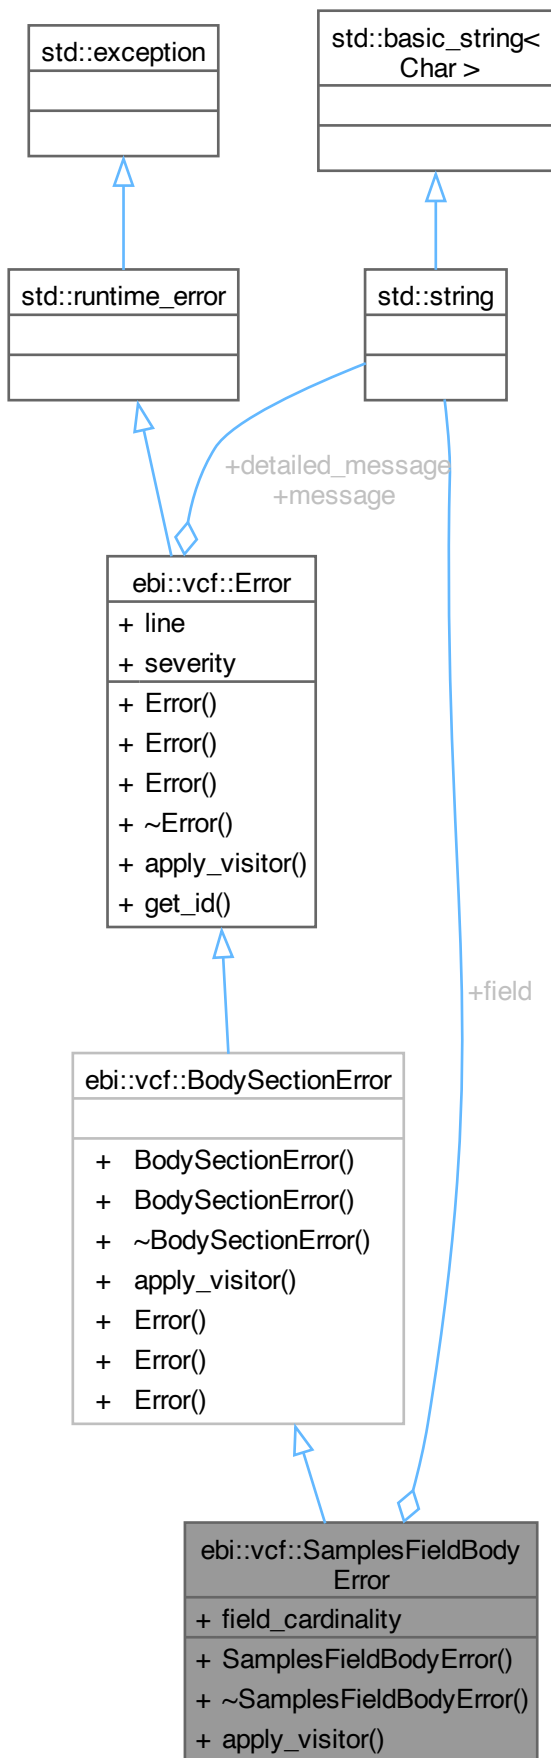 std::exception
std::basic_string<
Char >
std::runtime_error
std::string
+detailed_message
+message
ebi::vcf::Error
+ line
+ severity
+ Error()
+ Error()
+ Error()
+ ~Error()
+ apply_visitor()
+ get_id()
+field
ebi::vcf::BodySectionError
+ BodySectionError()
+ BodySectionError()
+ ~BodySectionError()
+ apply_visitor()
+ Error()
+ Error()
+ Error()
ebi::vcf::SamplesFieldBody
Error
+ field_cardinality
+ SamplesFieldBodyError()
+ ~SamplesFieldBodyError()
+ apply_visitor()